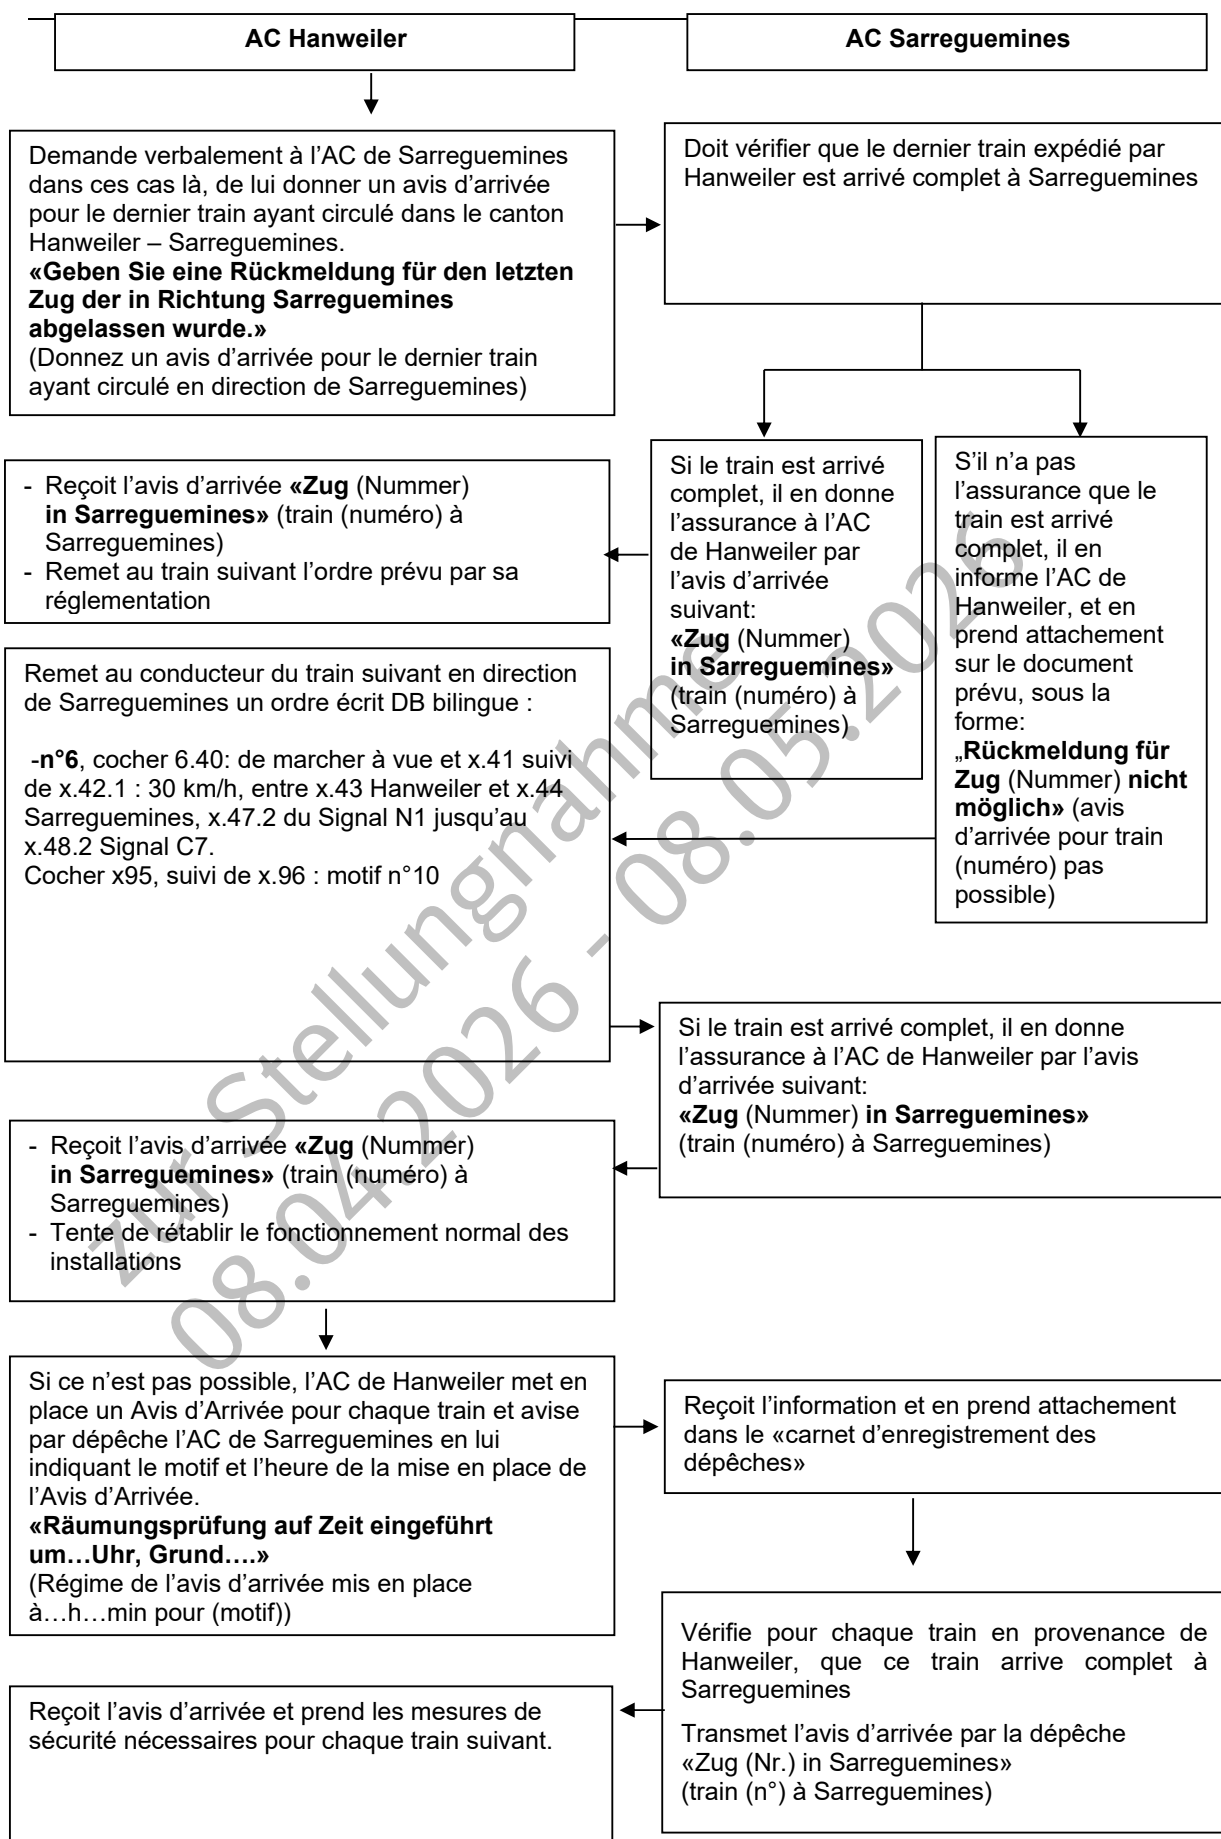 AC Hanweiler
AC Sarreguemines
Demande verbalement à l'AC de Sarreguemines
dans ces cas là, de lui donner un avis d'arrivée
pour le dernier train ayant circulé dans le canton
Hanweiler – Sarreguemines.
«Geben Sie eine Rückmeldung für den letzten
Zug der in Richtung Sarreguemines
abgelassen wurde.»
(Donnez un avis d'arrivée pour le dernier train
ayant circulé en direction de Sarreguemines)
Doit vérifier que le dernier train expédié par
Hanweiler est arrivé complet à Sarreguemines
Si le train est arrivé
complet, il en donne
l'assurance à l'AC
de Hanweiler par
l'avis d'arrivée
suivant:
«Zug (Nummer)
in Sarreguemines»
(train (numéro) à
Sarreguemines)
S'il n'a pas
l'assurance que le
train est arrivé
complet, il en
informe l'AC de
Hanweiler, et en
prend attachement
sur le document
prévu, sous la
forme:
„Rückmeldung für
Zug (Nummer) nicht
möglich» (avis
d'arrivée pour train
(numéro) pas
possible)
- Reçoit l'avis d'arrivée «Zug (Nummer)
in Sarreguemines» (train (numéro) à
Sarreguemines)
- Remet au train suivant l'ordre prévu par sa
réglementation
Remet au conducteur du train suivant en direction
de Sarreguemines un ordre écrit DB bilingue :
-n°6, cocher 6.40: de marcher à vue et x.41 suivi
de x.42.1 : 30 km/h, entre x.43 Hanweiler et x.44
Sarreguemines, x.47.2 du Signal N1 jusqu'au
x.48.2 Signal C7.
Cocher x95, suivi de x.96 : motif n°10
Si le train est arrivé complet, il en donne
l'assurance à l'AC de Hanweiler par l'avis
d'arrivée suivant:
«Zug (Nummer) in Sarreguemines»
(train (numéro) à Sarreguemines)
- Reçoit l'avis d'arrivée «Zug (Nummer)
in Sarreguemines» (train (numéro) à
Sarreguemines)
- Tente de rétablir le fonctionnement normal des
installations
Si ce n'est pas possible, l'AC de Hanweiler met en
place un Avis d'Arrivée pour chaque train et avise
par dépêche l'AC de Sarreguemines en lui
indiquant le motif et l'heure de la mise en place de
l'Avis d'Arrivée.
«Räumungsprüfung auf Zeit eingeführt
um…Uhr, Grund….»
(Régime de l'avis d'arrivée mis en place
à…h…min pour (motif))
Reçoit l'information et en prend attachement
dans le «carnet d'enregistrement des
dépêches»
Vérifie pour chaque train en provenance de
Hanweiler, que ce train arrive complet à
Sarreguemines
Transmet l'avis d'arrivée par la dépêche
«Zug (Nr.) in Sarreguemines»
(train (n°) à Sarreguemines)
Reçoit l'avis d'arrivée et prend les mesures de
sécurité nécessaires pour chaque train suivant.
zur Stellungnahme
08.04.2026 - 08.05.2026